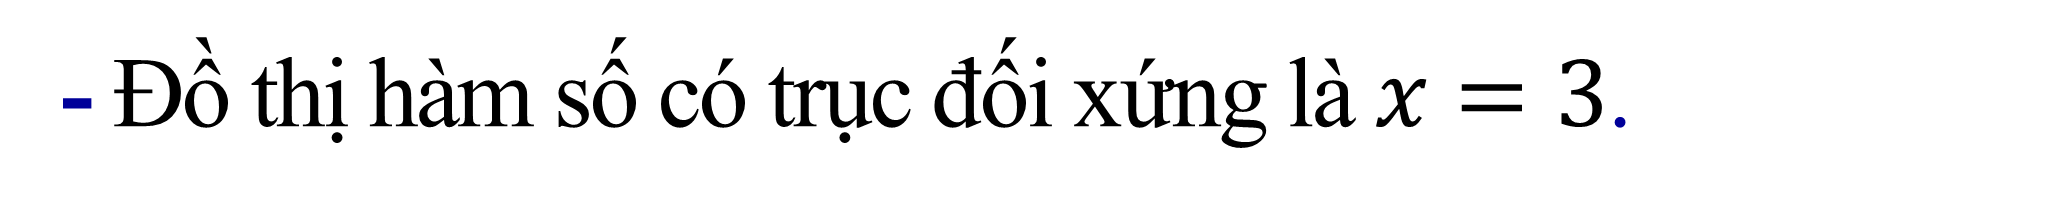 - Đồ thị hàm số có trục đối xứng là x = 3.